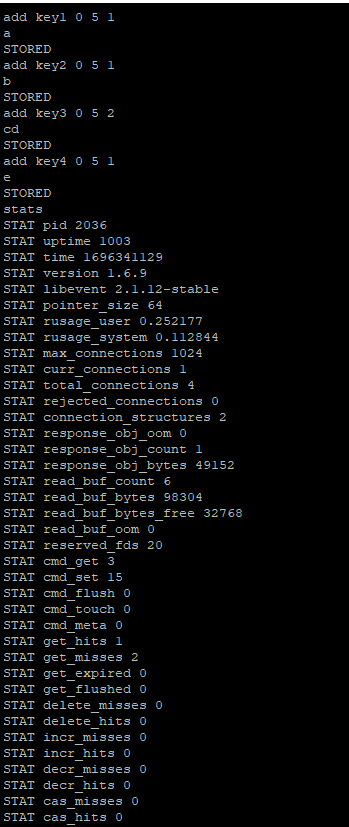 add key1 0 5 1
a
STORED
add key2 0 5 1
b
STORED
add key3 0 5 2
cd
STORED
add key4 0 5 1
e
STORED
stats
STAT pid 2036
STAT uptime 1003
STAT time 1696341129
STAT version 1.6.9
STAT libevent 2.1.12-stable
STAT pointer_size 64
STAT rusage_user 0.252177
STAT rusage_system 0.112844
STAT max_connections 1024
STAT curr_connections 1
STAT total_connections 4
STAT rejected_connections 0
STAT connection_structures 2
STAT response_obj_oom 0
STAT response_obj_count 1
STAT response_obj_bytes 49152
STAT read_buf_count 6
STAT read_buf_bytes 98304
STAT read_buf_bytes_free 32768
STAT read_buf_oom 0
STAT reserved_fds 20
STAT cmd_get 3
STAT cmd_set 15
STAT cmd_flush 0
STAT cmd_touch 0
STAT cmd_meta 0
STAT get_hits 1
STAT get_misses 2
STAT get_expired 0
STAT get_flushed 0
STAT delete_misses 0
STAT delete_hits 0
STAT incr_misses 0
STAT incr_hits 0
STAT decr_misses 0
STAT decr_hits 0
STAT cas_misses 0
STAT cas_hits 0